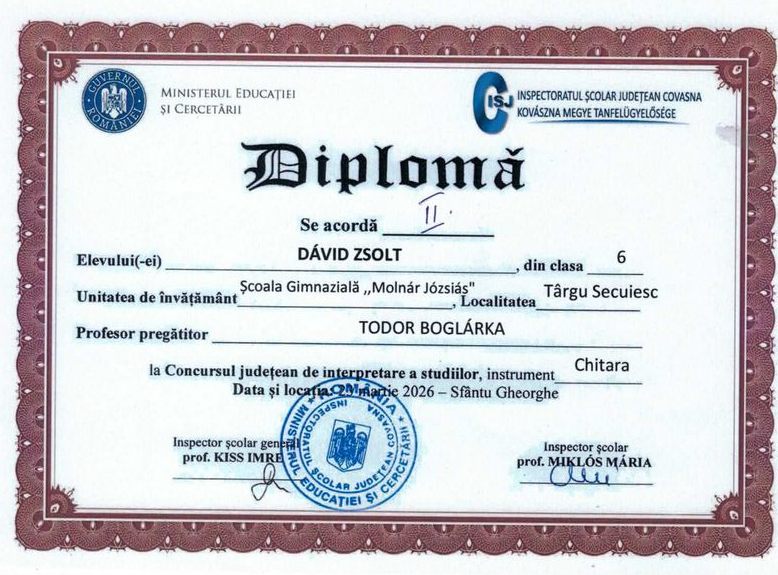 GUVERNUL ROMÂNIEI
MINISTERUL EDUCAȚIEI
ȘI CERCETĂRII
CISJ
INSPECTORATUL ȘCOLAR JUDEȚEAN COVASNA
KOVÁSZNA MEGYE TANFELÜGYELŐSÉGE
Diplomă
Se acordă II.
Elevului(-ei) DÁVID ZSOLT, din clasa 6
Unitatea de învățământ Școala Gimnazială ,,Molnár Józsiás", Localitatea Târgu Secuiesc
Profesor pregătitor TODOR BOGLÁRKA
la Concursul județean de interpretare a studiilor, instrument Chitara
Data și locația: martie 2026 – Sfântu Gheorghe
ROMÂNIA
MINISTRUL EDUCAȚIEI ȘI CERCETĂRII
INSPECTORATUL ȘCOLAR JUDEȚEAN COVASNA
Inspector școlar general
prof. KISS IMRE
Inspector școlar
prof. MIKLÓS MÁRIA